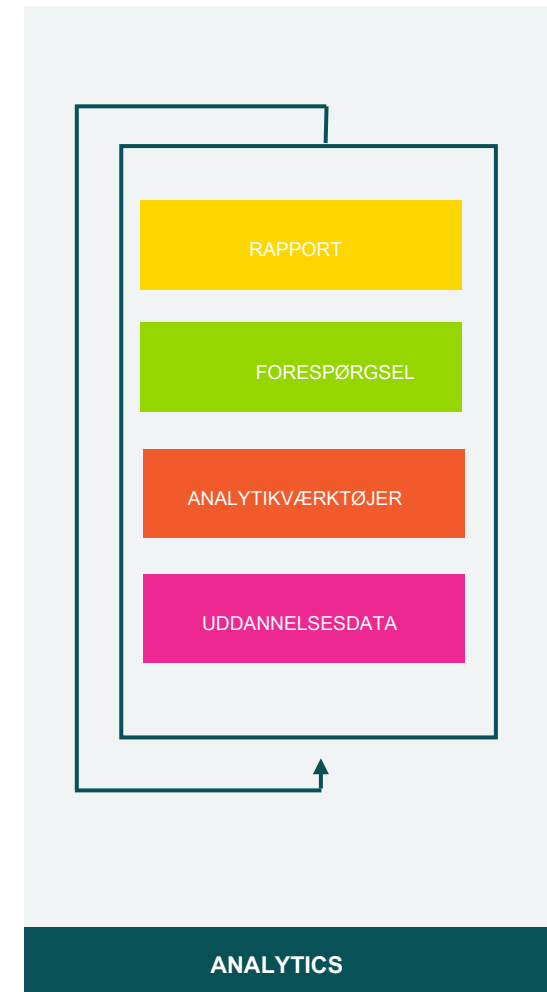 RAPPORT
FORESPØRGSEL
ANALYTIKVÆRKTØJER
UDDANNELSESDATA
ANALYTICS